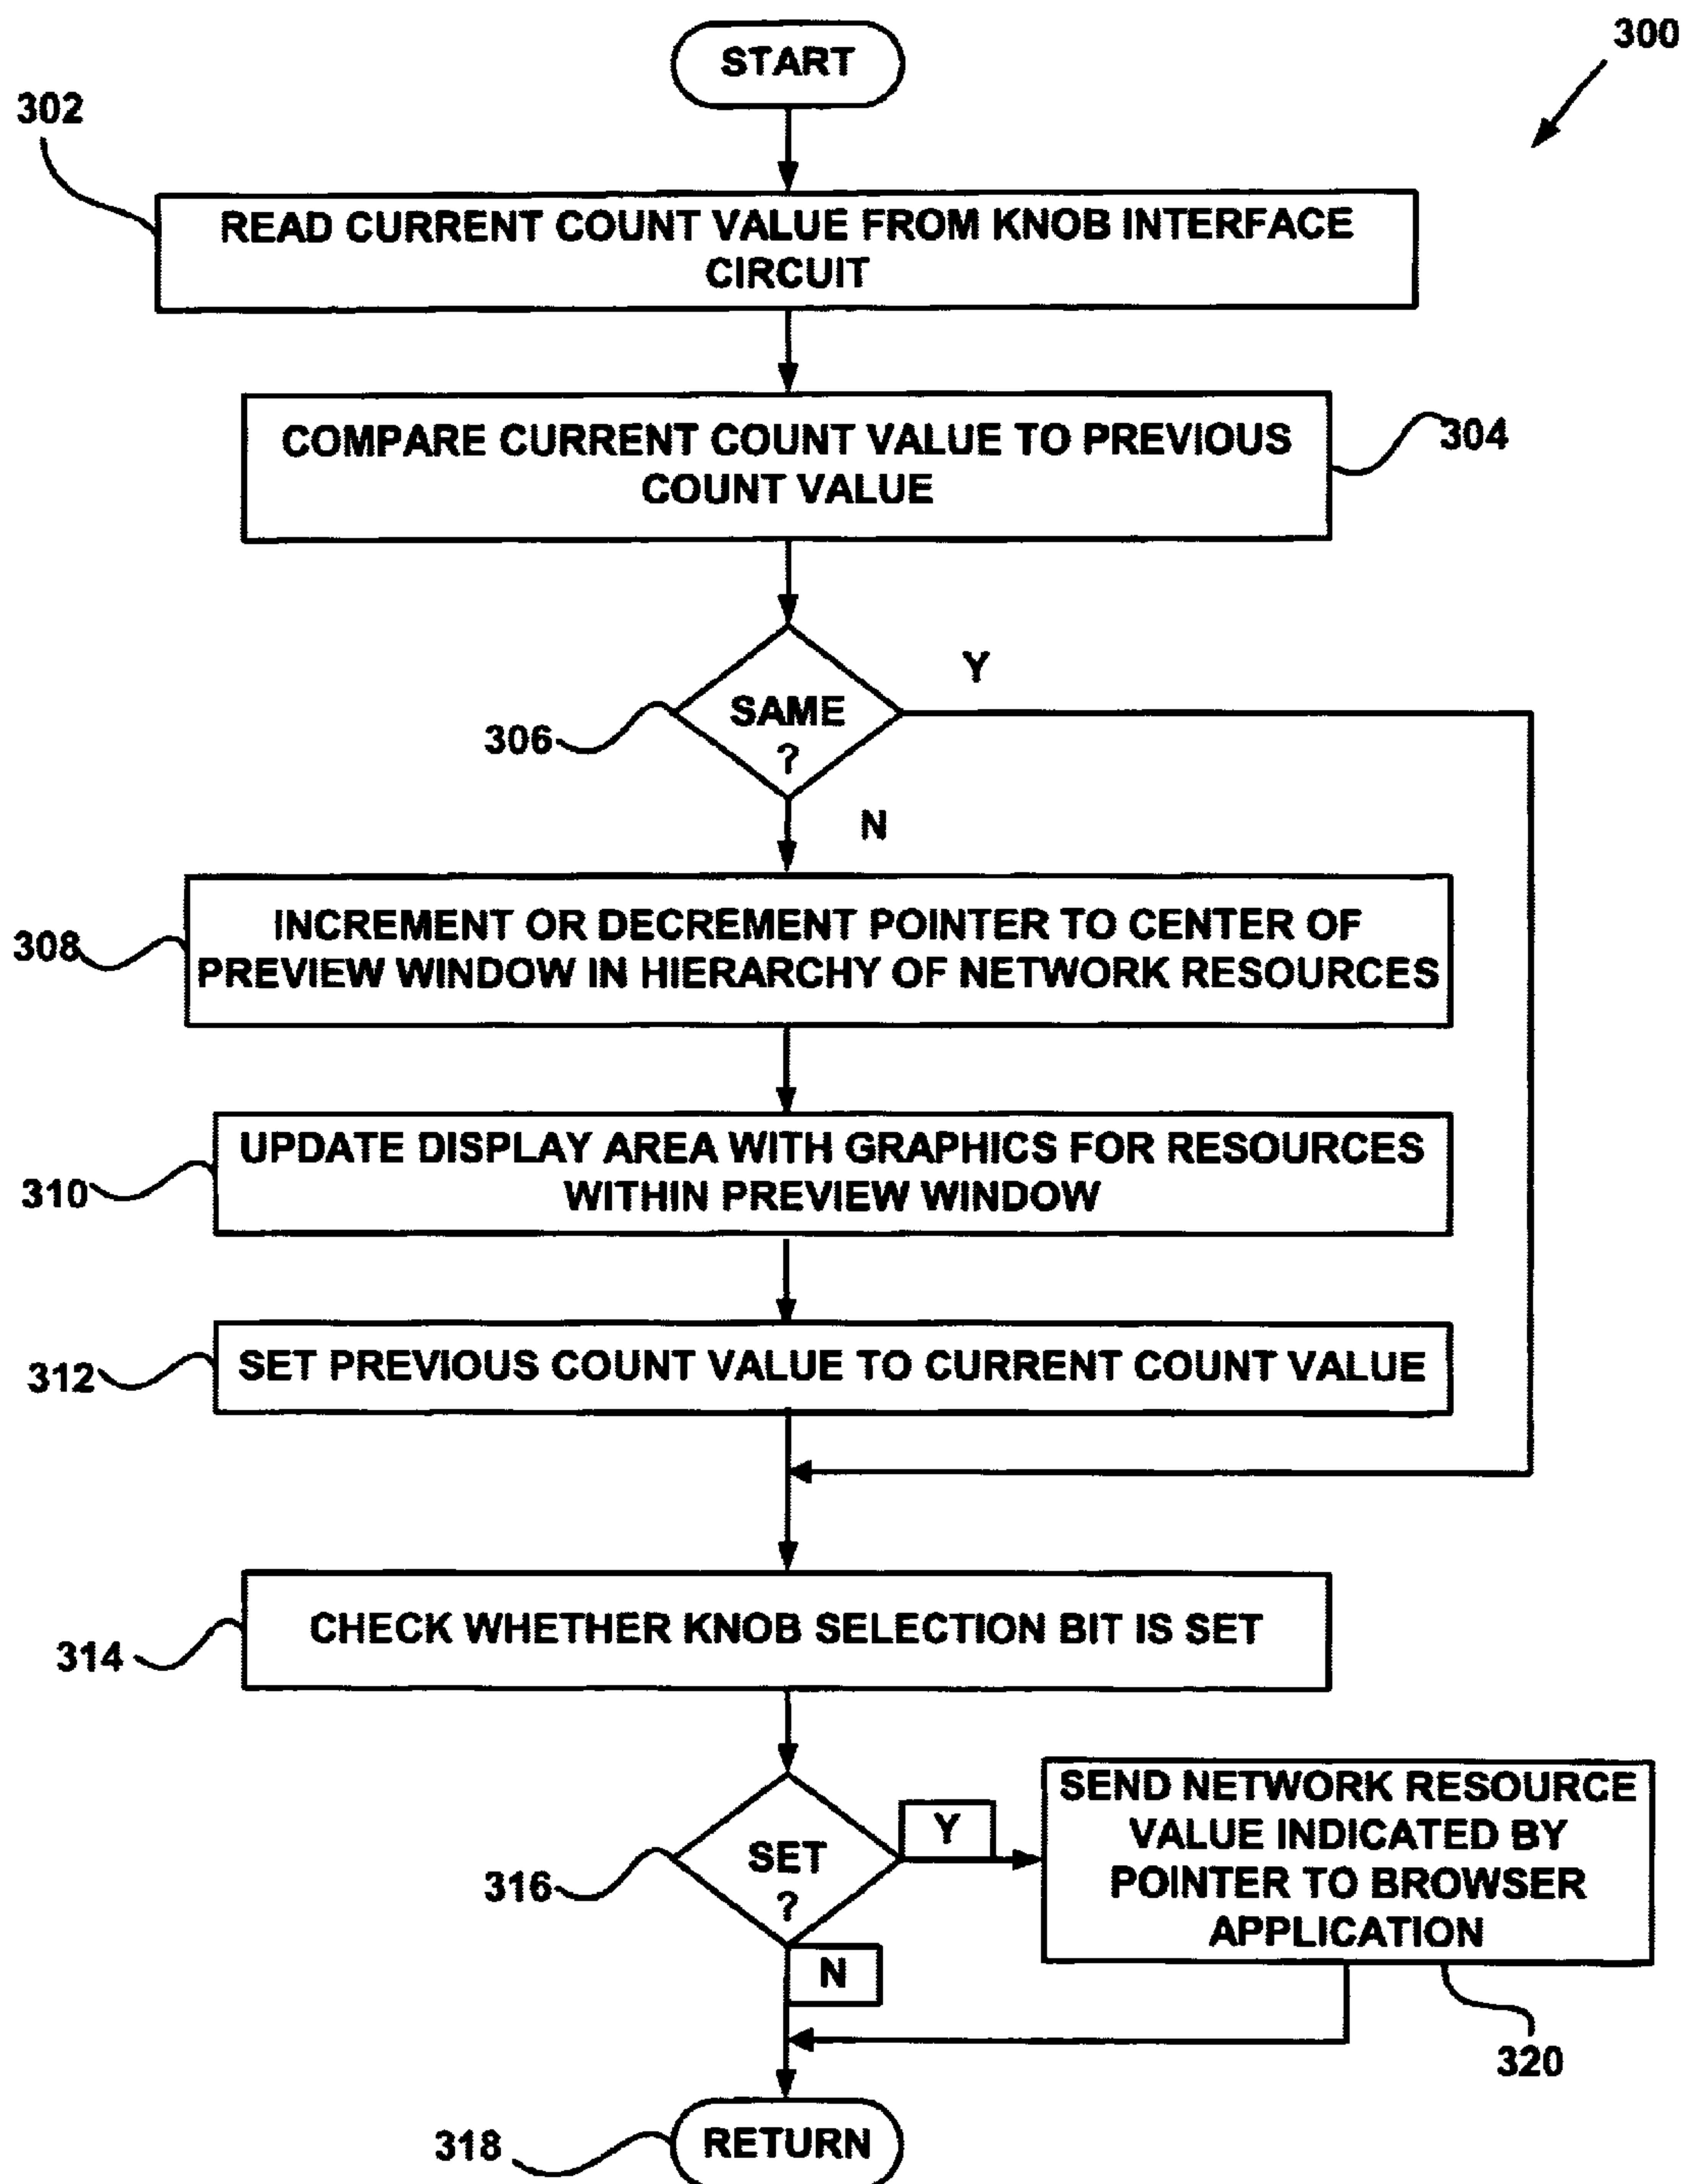 START
300
302
READ CURRENT COUNT VALUE FROM KNOB INTERFACE
CIRCUIT
COMPARE CURRENT COUNT VALUE TO PREVIOUS
COUNT VALUE
304
SAME
?
Y
306
N
INCREMENT OR DECREMENT POINTER TO CENTER OF
PREVIEW WINDOW IN HIERARCHY OF NETWORK RESOURCES
308
UPDATE DISPLAY AREA WITH GRAPHICS FOR RESOURCES
WITHIN PREVIEW WINDOW
310
SET PREVIOUS COUNT VALUE TO CURRENT COUNT VALUE
312
CHECK WHETHER KNOB SELECTION BIT IS SET
314
SET
?
316
Y
SEND NETWORK RESOURCE
VALUE INDICATED BY
POINTER TO BROWSER
APPLICATION
N
320
318
RETURN